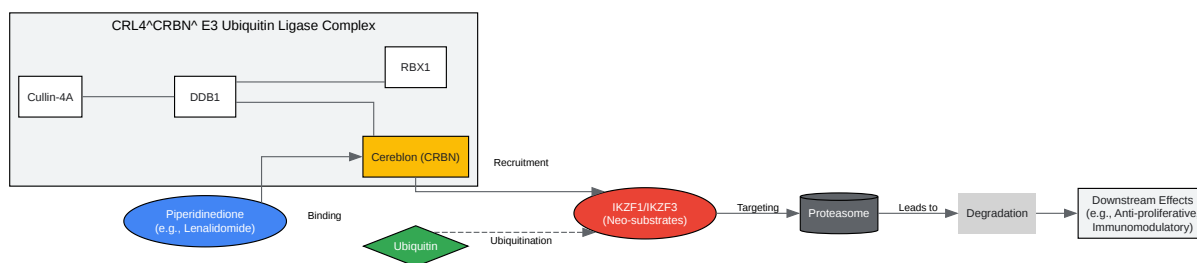 CRL4^CRBN^ E3 Ubiquitin Ligase Complex
RBX1
Cullin-4A
DDB1
Cereblon (CRBN)
Recruitment
Piperidinedione
(e.g., Lenalidomide)
Binding
IKZF1/IKZF3
(Neo-substrates)
Targeting
Proteasome
Leads to
Degradation
Downstream Effects
(e.g., Anti-proliferative,
Immunomodulatory)
Ubiquitin
Ubiquitination